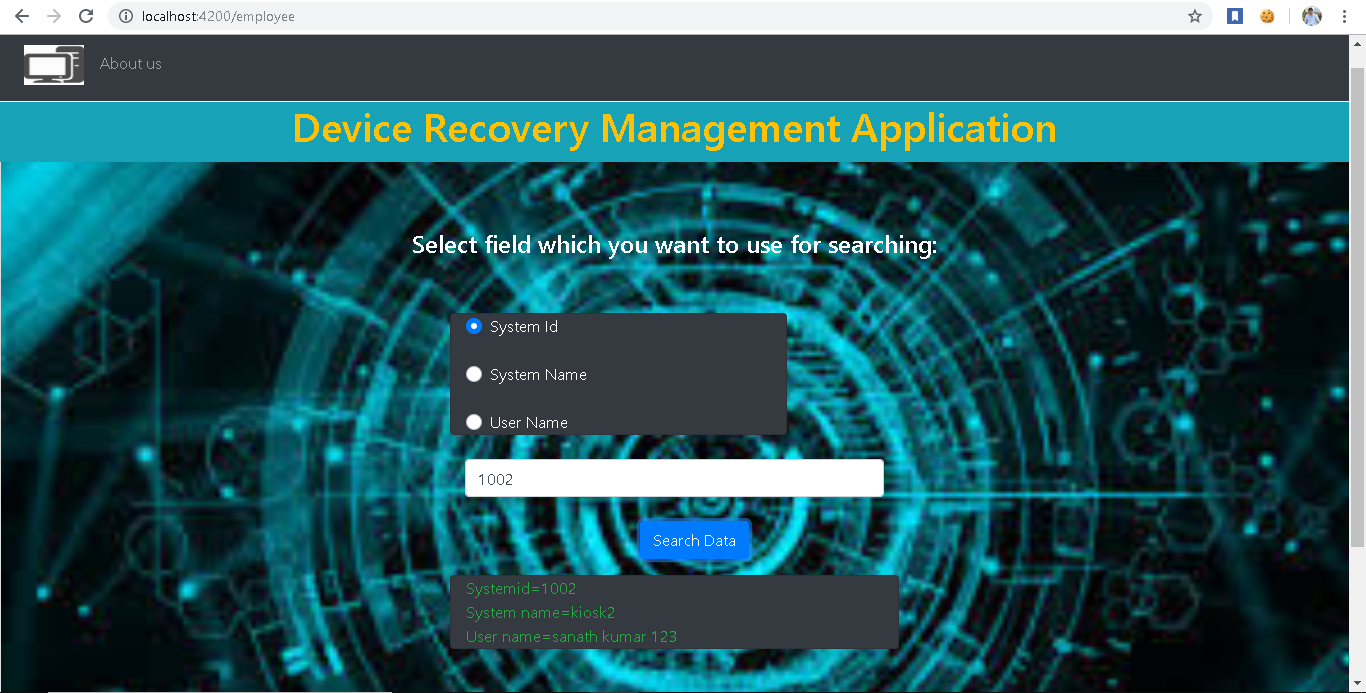 localhost:4200/employee
About us
Device Recovery Management Application
Select field which you want to use for searching:
System Id
System Name
User Name
1002
Search Data
Systemid=1002
System name=kiosk2
User name=sanath kumar 123